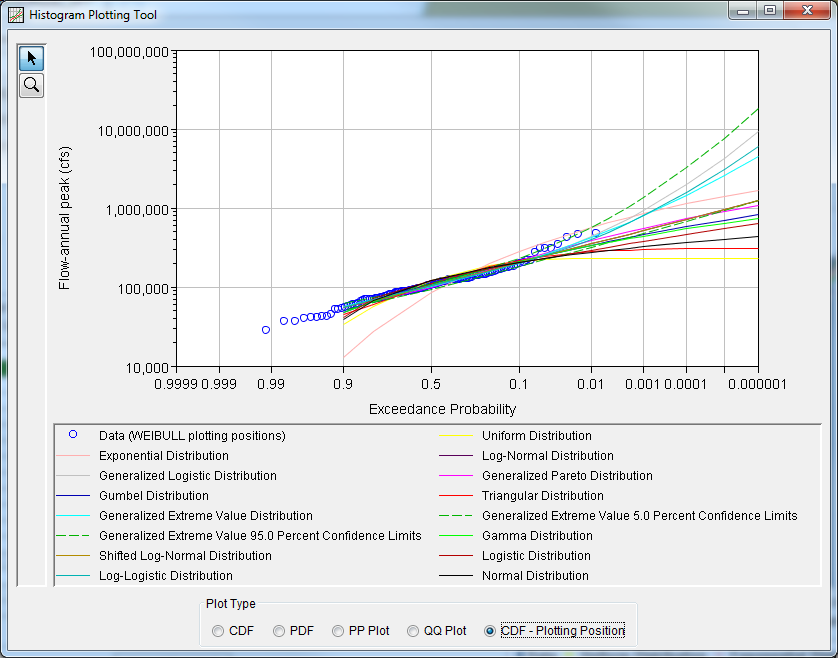 Histogram Plotting Tool
100,000,000
10,000,000
1,000,000
100,000
10,000
Flow-annual peak (cfs)
0.9999 0.999 0.99 0.9 0.5 0.1 0.01 0.001 0.0001 0.000001
Exceedance Probability
Data (WEIBULL plotting positions) Uniform Distribution
Exponential Distribution Log-Normal Distribution
Generalized Logistic Distribution Generalized Pareto Distribution
Gumbel Distribution Triangular Distribution
Generalized Extreme Value Distribution Generalized Extreme Value 5.0 Percent Confidence Limits
Generalized Extreme Value 95.0 Percent Confidence Limits Gamma Distribution
Shifted Log-Normal Distribution Logistic Distribution
Log-Logistic Distribution Normal Distribution
Plot Type
CDF PDF PP Plot QQ Plot CDF - Plotting Position